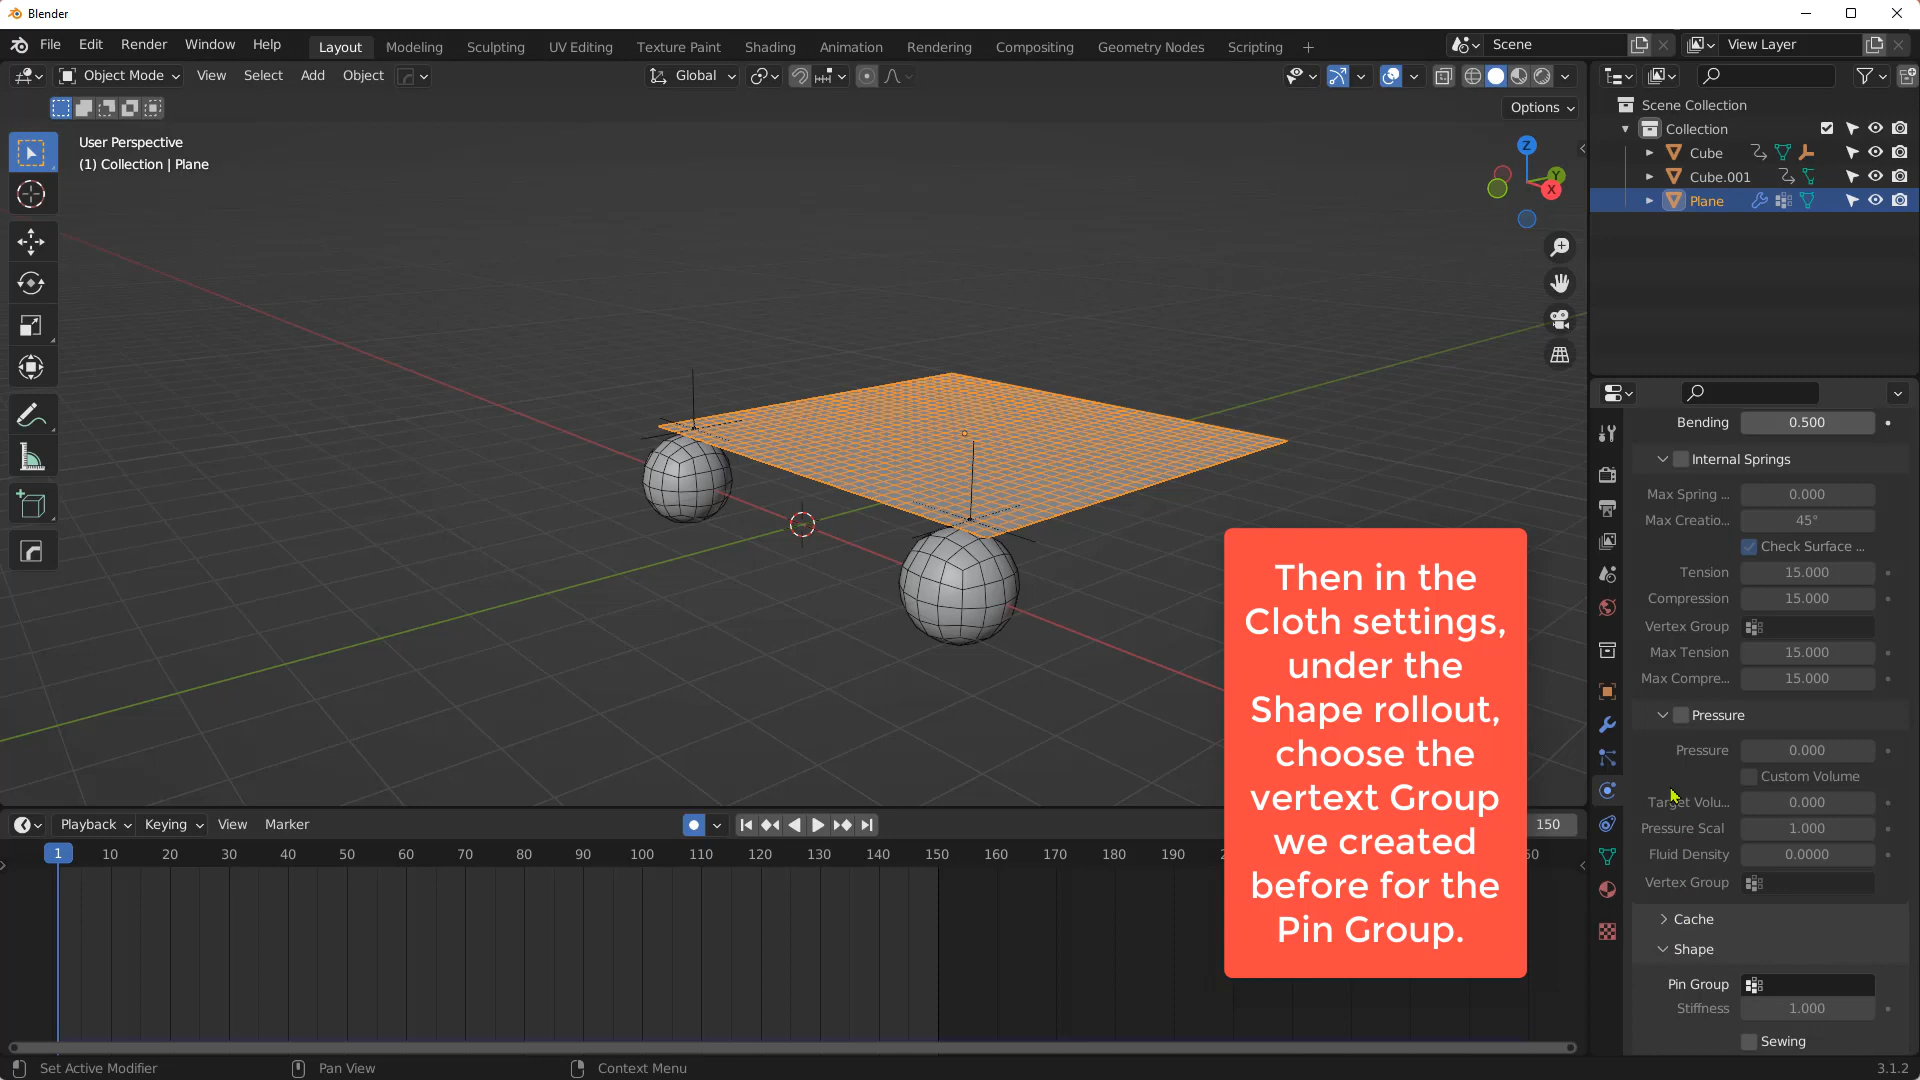 Blender
File Edit Render Window Help
Layout Modeling Sculpting UV Editing Texture Paint Shading Animation Rendering Compositing Geometry Nodes Scripting +
Scene
View Layer
Object Mode View Select Add Object
Global
Options
User Perspective
(1) Collection | Plane
Z
Y
X
Scene Collection
Collection
Cube
Cube.001
Plane
Bending 0.500
Internal Springs
Max Spring ... 0.000
Max Creatio... 45°
Check Surface ...
Tension 15.000
Compression 15.000
Vertex Group
Max Tension 15.000
Max Compre... 15.000
Pressure
Pressure 0.000
Custom Volume
Target Volu... 0.000
Pressure Scal 1.000
Fluid Density 0.0000
Vertex Group
Cache
Shape
Pin Group
Stiffness 1.000
Sewing
Then in the
Cloth settings,
under the
Shape rollout,
choose the
vertext Group
we created
before for the
Pin Group.
Playback Keying View Marker
150
1 10 20 30 40 50 60 70 80 90 100 110 120 130 140 150 160 170 180 190
Set Active Modifier
Pan View
Context Menu
3.1.2